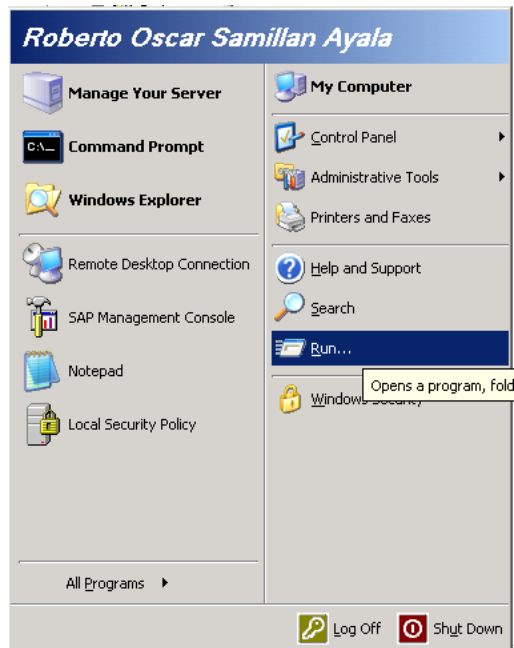 Roberto Oscar Samillan Ayala
Manage Your Server
C:\_
Command Prompt
Windows Explorer
Remote Desktop Connection
SAP Management Console
Notepad
Local Security Policy
All Programs
My Computer
Control Panel
Administrative Tools
Printers and Faxes
Help and Support
Search
Run...
Opens a program, fold
Windows Security
Log Off
Shut Down